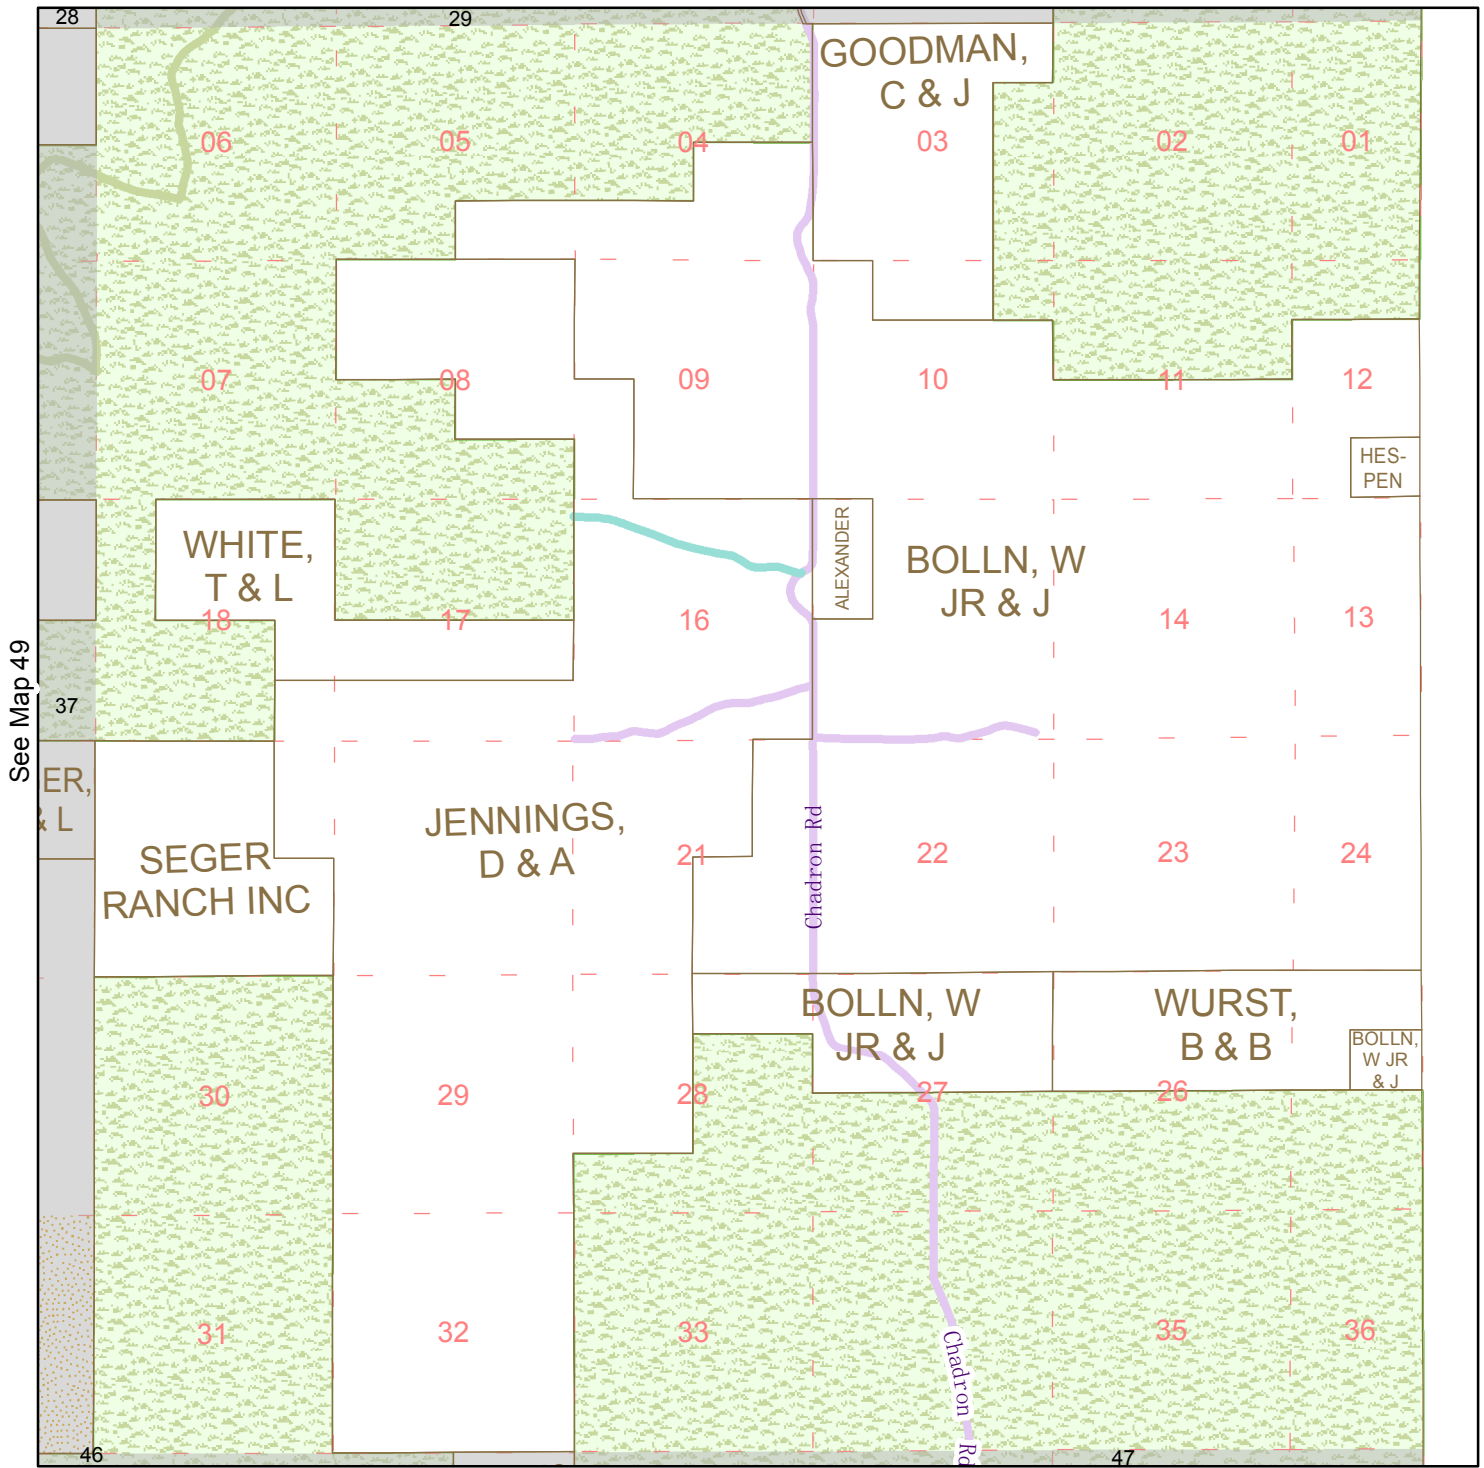 28
29
GOODMAN,
C & J
06
05
04
03
02
01
07
08
09
10
11
12
HES-
PEN
WHITE,
T & L
ALEXANDER
BOLLN, W
JR & J
18
17
16
14
13
See Map 49
37
ER,
& L
SEGER
RANCH INC
JENNINGS,
D & A
21
Chadron Rd
22
23
24
BOLLN, W
JR & J
WURST,
B & B
BOLLN,
W JR
& J
30
29
28
27
26
31
32
33
35
36
Chadron Rd
46
47